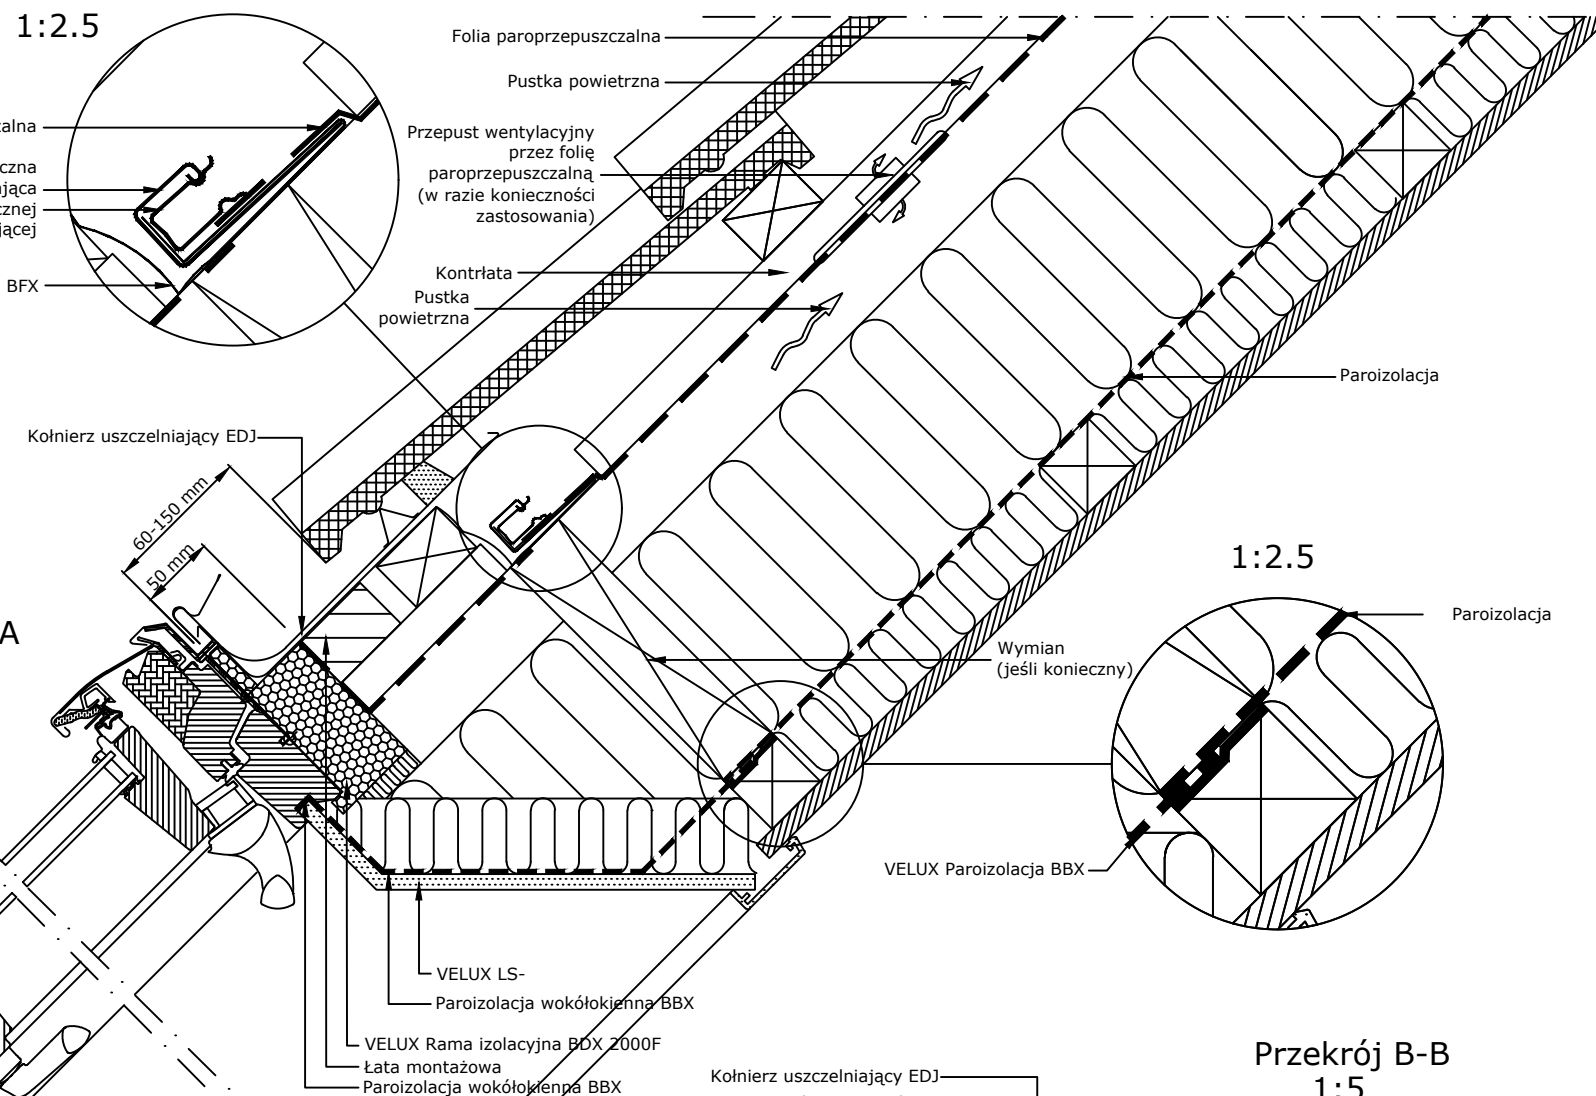 1:2.5
Folia paroprzepuszczalna
Pustka powietrzna
alna
czna
ająca
cznej
jącej
BFX
Przepust wentylacyjny
przez folię
paroprzepuszczalną
(w razie konieczności
zastosowania)
Kontrłata
Pustka
powietrzna
Paroizolacja
Kołnierz uszczelniający EDJ
60-150 mm
50 mm
A
1:2.5
Paroizolacja
Wymian
(jeśli konieczny)
VELUX Paroizolacja BBX
VELUX LS-
Paroizolacja wokółokienna BBX
VELUX Rama izolacyjna BDX 2000F
Łata montażowa
Paroizolacja wokółokienna BBX
Kołnierz uszczelniający EDJ
Przekrój B-B
1:5